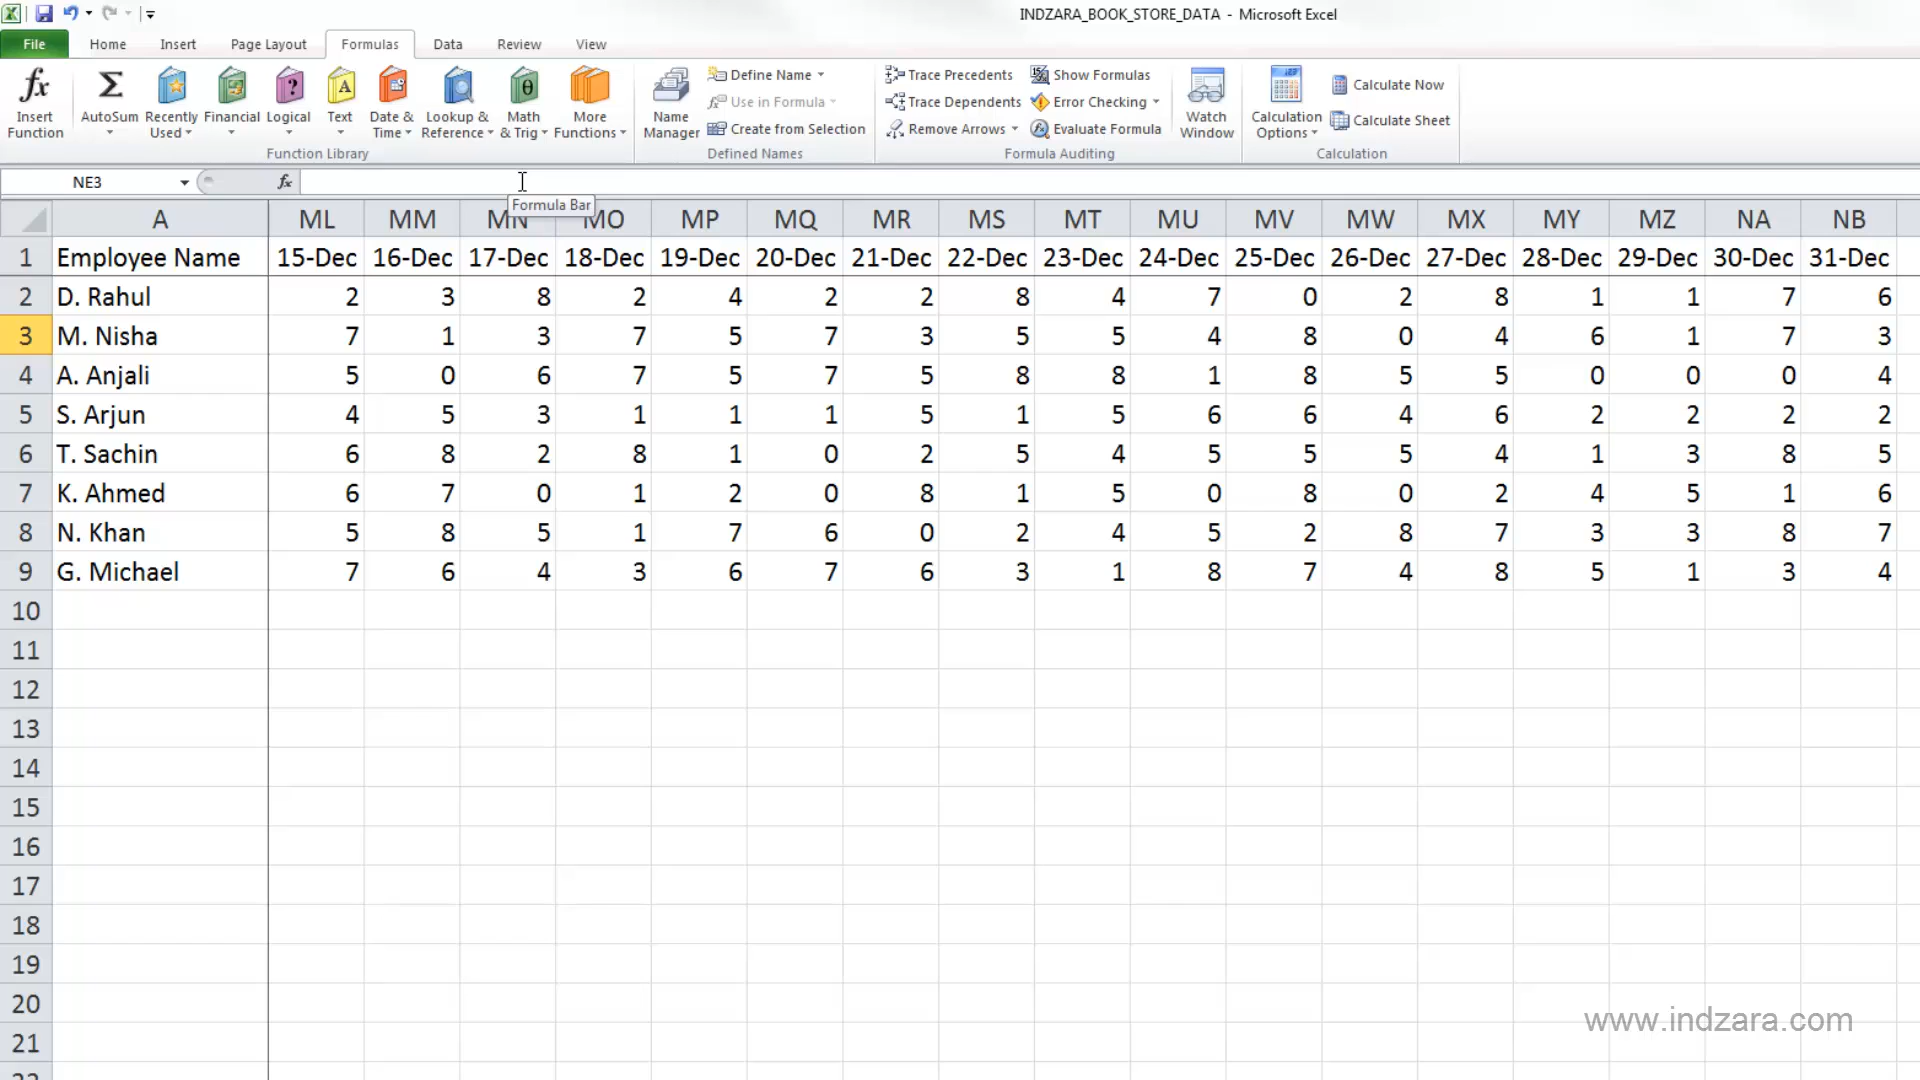 INDZARA_BOOK_STORE_DATA - Microsoft Excel
File Home Insert Page Layout Formulas Data Review View
fx Insert Function
Σ AutoSum
Recently Used
Financial
Logical
Text
Date & Time
Lookup & Reference
Math & Trig
More Functions
Function Library
Name Manager
Define Name
Use in Formula
Create from Selection
Defined Names
Trace Precedents
Trace Dependents
Remove Arrows
Show Formulas
Error Checking
Evaluate Formula
Formula Auditing
Watch Window
Calculation Options
Calculate Now
Calculate Sheet
Calculation
NE3 fx
Formula Bar
A ML MM MN MO MP MQ MR MS MT MU MV MW MX MY MZ NA NB
1 Employee Name 15-Dec 16-Dec 17-Dec 18-Dec 19-Dec 20-Dec 21-Dec 22-Dec 23-Dec 24-Dec 25-Dec 26-Dec 27-Dec 28-Dec 29-Dec 30-Dec 31-Dec
2 D. Rahul 2 3 8 2 4 2 2 8 4 7 0 2 8 1 1 7 6
3 M. Nisha 7 1 3 7 5 7 3 5 5 4 8 0 4 6 1 7 3
4 A. Anjali 5 0 6 7 5 7 5 8 8 1 8 5 5 0 0 0 4
5 S. Arjun 4 5 3 1 1 1 5 1 5 6 6 4 6 2 2 2 2
6 T. Sachin 6 8 2 8 1 0 2 5 4 5 5 5 4 1 3 8 5
7 K. Ahmed 6 7 0 1 2 0 8 1 5 0 8 0 2 4 5 1 6
8 N. Khan 5 8 5 1 7 6 0 2 4 5 2 8 7 3 3 8 7
9 G. Michael 7 6 4 3 6 7 6 3 1 8 7 4 8 5 1 3 4
10
11
12
13
14
15
16
17
18
19
20
21
www.indzara.com